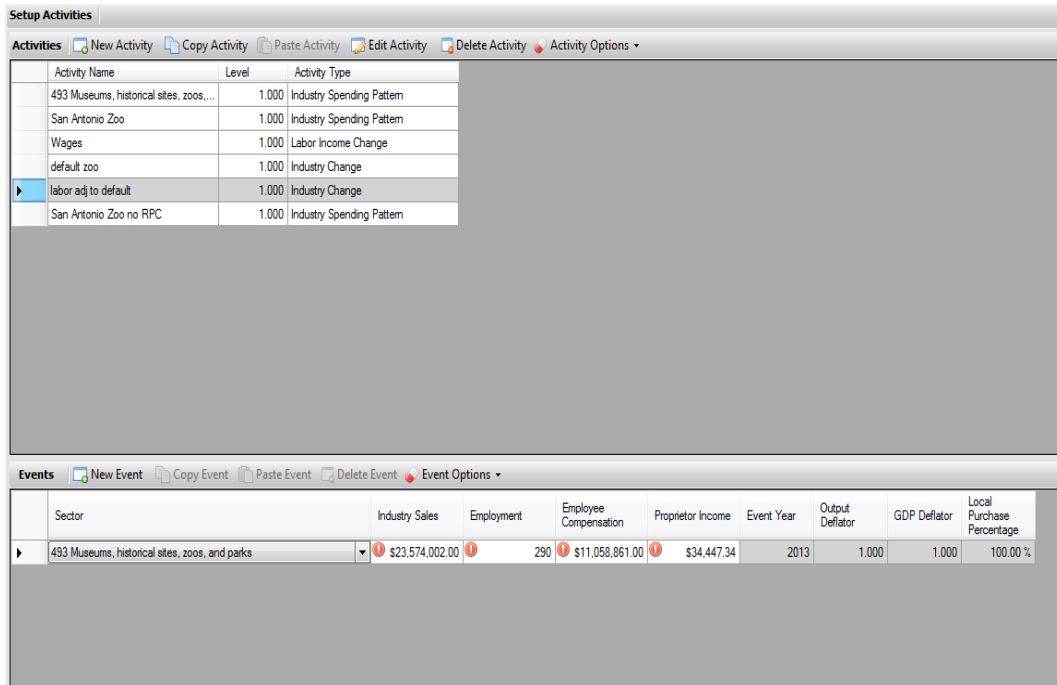 Setup Activities
Activities New Activity Copy Activity Paste Activity Edit Activity Delete Activity Activity Options
Activity Name Level Activity Type
493 Museums, historical sites, zoos,... 1.000 Industry Spending Pattern
San Antonio Zoo 1.000 Industry Spending Pattern
Wages 1.000 Labor Income Change
default zoo 1.000 Industry Change
labor adj to default 1.000 Industry Change
San Antonio Zoo no RPC 1.000 Industry Spending Pattern
Events New Event Copy Event Paste Event Delete Event Event Options
Sector Industry Sales Employment Employee Compensation Proprietor Income Event Year Output Deflator GDP Deflator Local Purchase Percentage
493 Museums, historical sites, zoos, and parks $23,574,002.00 290 $11,058,861.00 $34,447.34 2013 1.000 1.000 100.00 %